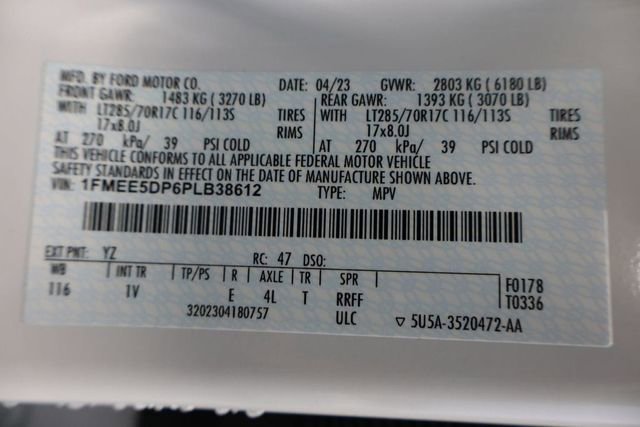 MFD. BY FORD MOTOR CO. DATE: 04/23 GVWR: 2803 KG (6180 LB)
FRONT GAWR: 1483 KG (3270 LB) REAR GAWR: 1393 KG (3070 LB)
WITH LT285/70R17C 116/113S TIRES WITH LT285/70R17C 116/113S TIRES
17x8.0J RIMS 17x8.0J RIMS
AT 270 kPa/ 39 PSI COLD AT 270 kPa/ 39 PSI COLD
THIS VEHICLE CONFORMS TO ALL APPLICABLE FEDERAL MOTOR VEHICLE
SAFETY STANDARDS IN EFFECT ON THE DATE OF MANUFACTURE SHOWN ABOVE.
VIN: 1FMEE5DP6PLB38612 TYPE: MPV
EXT PNT: YZ RC: 47 DSO:
WB INT TR TP/PS R AXLE TR SPR F0178
116 1V E 4L T RRFF T0336
3202304180757 ULC ▽ 5U5A-3520472-AA